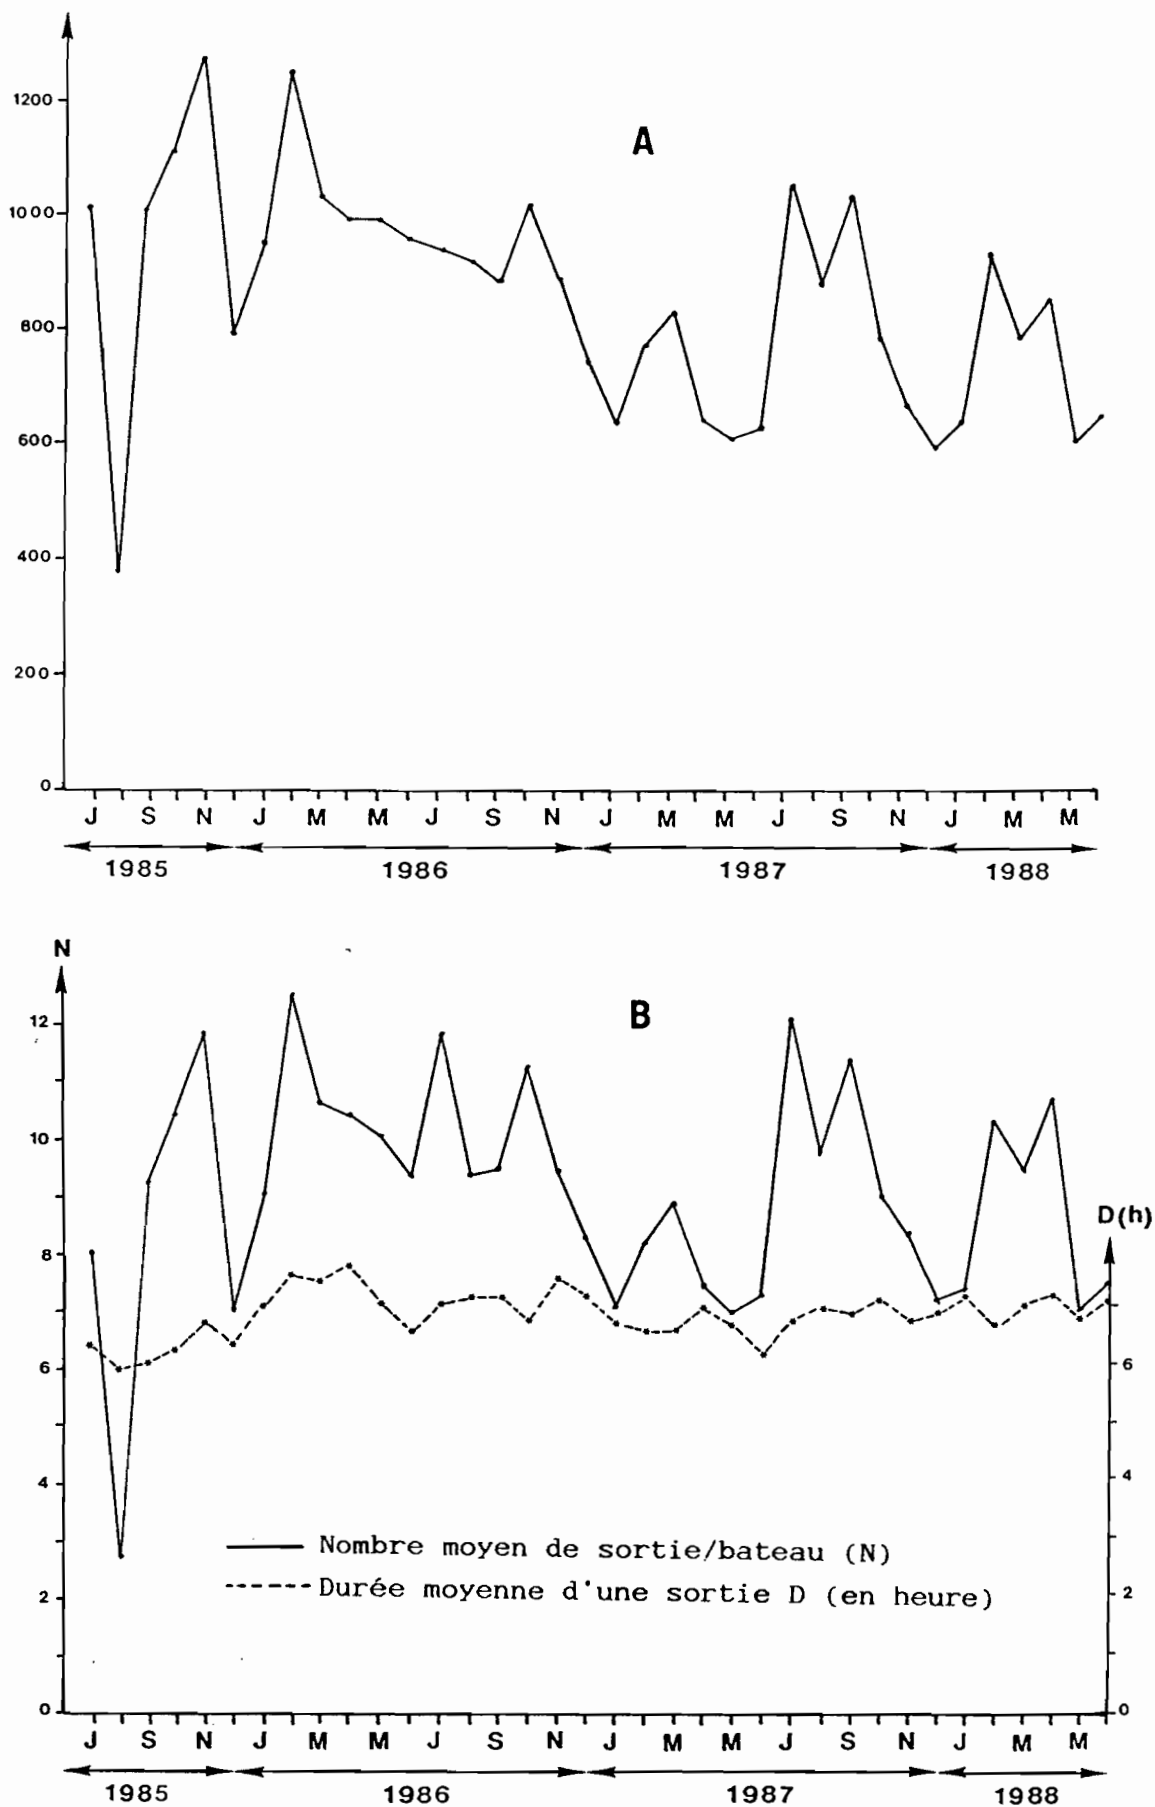 A
1200
1000
800
600
400
200
0
J S N J M M J S N J M M J S N J M M
1985 1986 1987 1988
N
B
12
10
8
6
4
2
0
D(h)
6
4
2
0
Nombre moyen de sortie/bateau (N)
Durée moyenne d'une sortie D (en heure)
J S N J M M J S N J M M J S N J M M
1985 1986 1987 1988